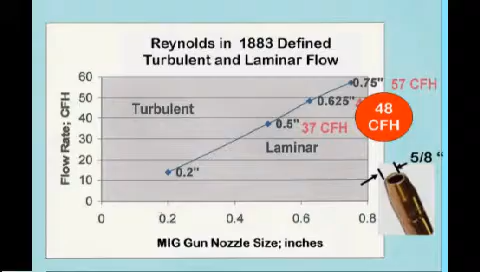 Reynolds in 1883 Defined
Turbulent and Laminar Flow
Flow Rate; CFH
60
50
40
30
20
10
0
0.75"
57 CFH
0.625"
48
CFH
Turbulent
0.5"
37 CFH
Laminar
5/8 "
0.2"
0
0.2
0.4
0.6
0.8
MIG Gun Nozzle Size; inches